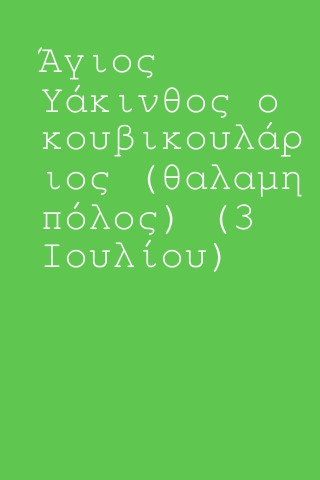 Άγιος
Υάκινθος ο
κουβικουλάρ
ιος (θαλαμη
πόλος) (3
Ιουλίου)